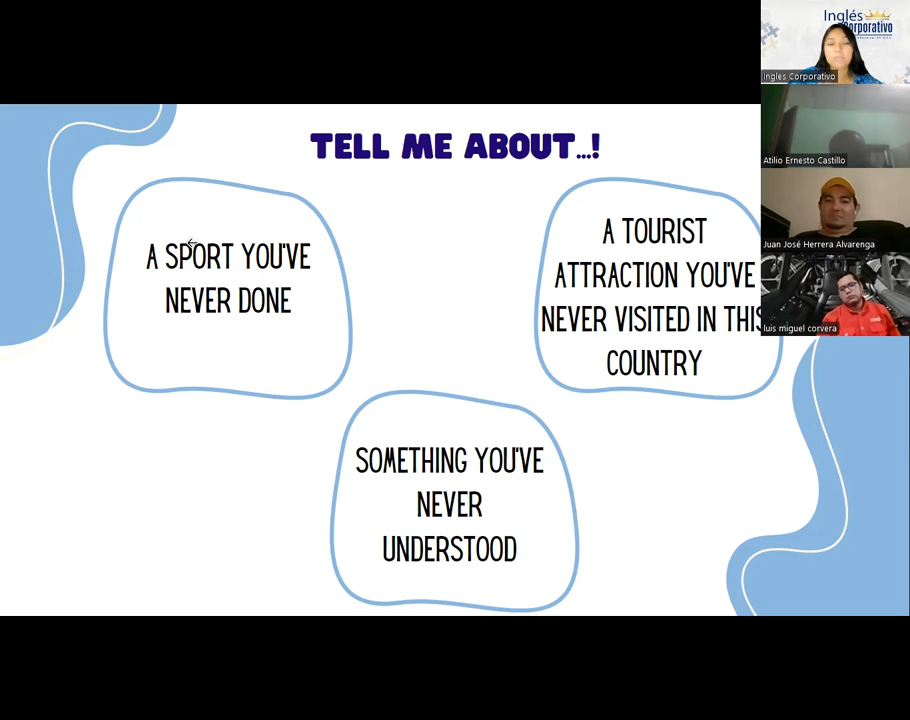 TELL ME ABOUT...!
A SPORT YOU'VE
NEVER DONE
A TOURIST
ATTRACTION YOU'VE
NEVER VISITED IN THIS
COUNTRY
SOMETHING YOU'VE
NEVER
UNDERSTOOD
Inglés
Corporativo
Ingles Corporativo
Atilio Ernesto Castillo
Juan José Herrera Alvarenga
luis miguel corvera